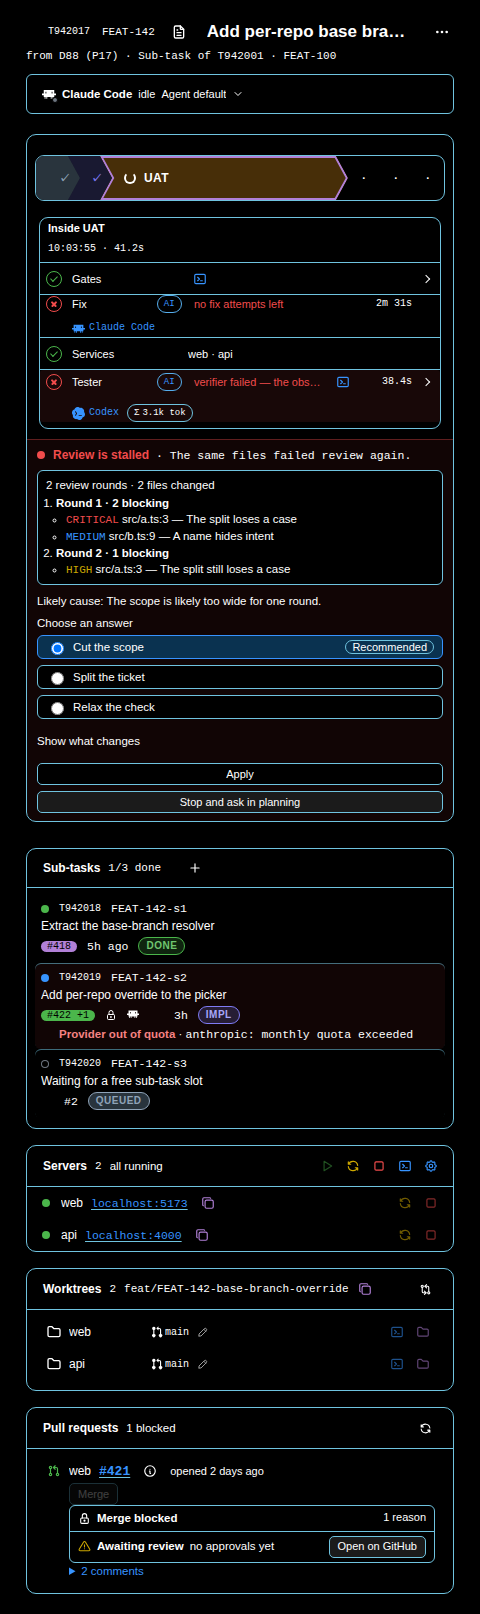 T942017 FEAT-142 Add per-repo base bra…
from D88 (P17) · Sub-task of T942001 · FEAT-100
Claude Code idle Agent default
UAT
Inside UAT
10:03:55 · 41.2s
Gates
Fix AI no fix attempts left 2m 31s
Claude Code
Services web · api
Tester AI verifier failed — the obs… 38.4s
Codex Σ 3.1k tok
Review is stalled · The same files failed review again.
2 review rounds · 2 files changed
1. Round 1 · 2 blocking
CRITICAL src/a.ts:3 — The split loses a case
MEDIUM src/b.ts:9 — A name hides intent
2. Round 2 · 1 blocking
HIGH src/a.ts:3 — The split still loses a case
Likely cause: The scope is likely too wide for one round.
Choose an answer
Cut the scope Recommended
Split the ticket
Relax the check
Show what changes
Apply
Stop and ask in planning
Sub-tasks 1/3 done
T942018 FEAT-142-s1
Extract the base-branch resolver
#418 5h ago DONE
T942019 FEAT-142-s2
Add per-repo override to the picker
#422 +1 3h IMPL
Provider out of quota · anthropic: monthly quota exceeded
T942020 FEAT-142-s3
Waiting for a free sub-task slot
#2 QUEUED
Servers 2 all running
web localhost:5173
api localhost:4000
Worktrees 2 feat/FEAT-142-base-branch-override
web main
api main
Pull requests 1 blocked
web #421 opened 2 days ago
Merge
Merge blocked 1 reason
Awaiting review no approvals yet Open on GitHub
2 comments